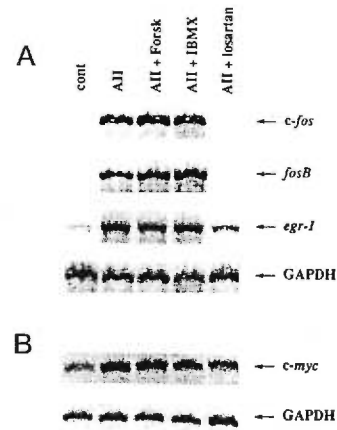 A
cont
AII
AII + Forsk
AII + IBMX
AII + losartan
← c-fos
← fosB
← egr-1
← GAPDH
B
← c-myc
← GAPDH